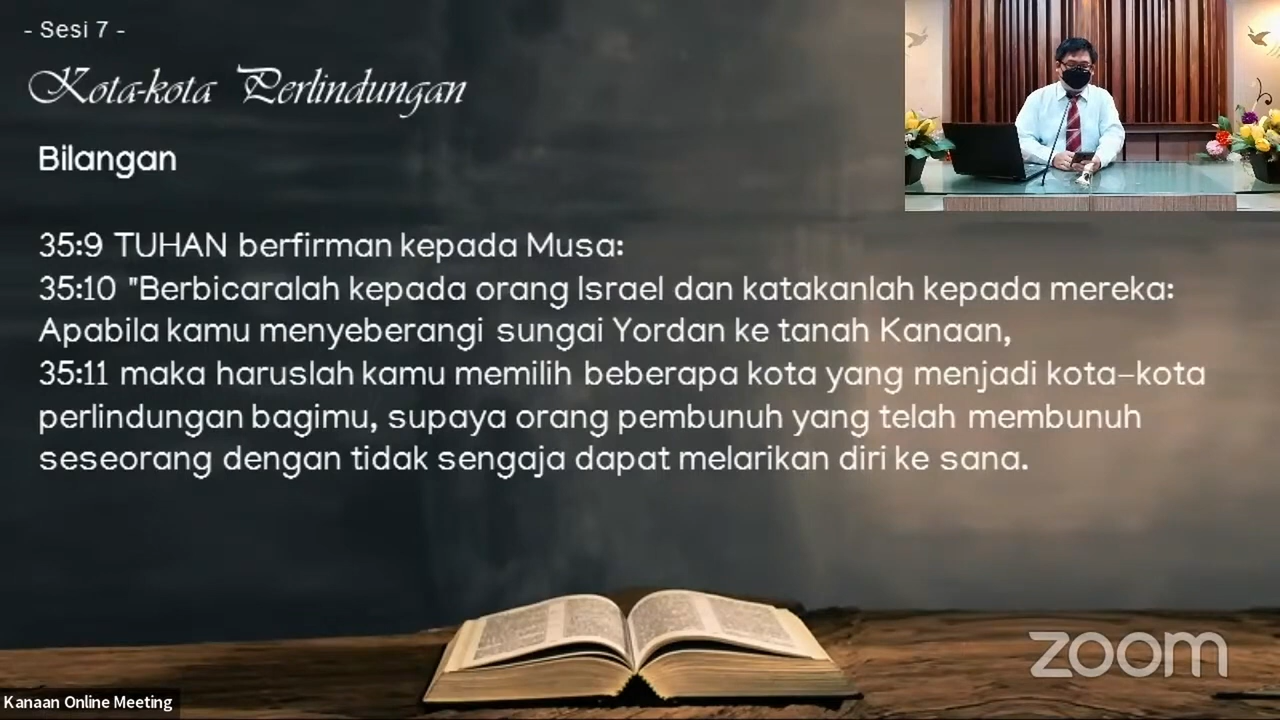 - Sesi 7 -
Kota-kota Perlindungan
Bilangan
35:9 TUHAN berfirman kepada Musa:
35:10 "Berbicaralah kepada orang Israel dan katakanlah kepada mereka:
Apabila kamu menyeberangi sungai Yordan ke tanah Kanaan,
35:11 maka haruslah kamu memilih beberapa kota yang menjadi kota-kota
perlindungan bagimu, supaya orang pembunuh yang telah membunuh
seseorang dengan tidak sengaja dapat melarikan diri ke sana.
zoom
Kanaan Online Meeting